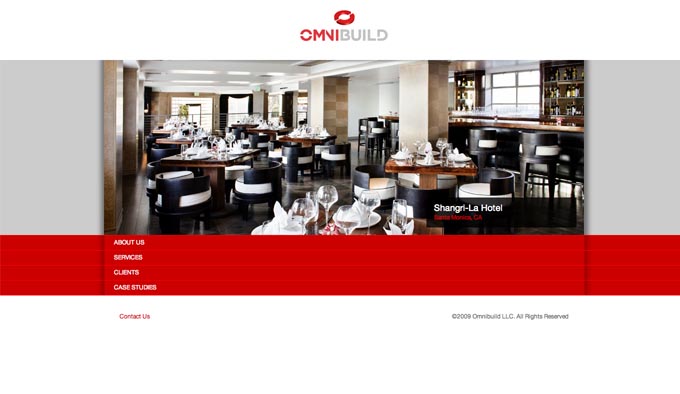 OMNIBUILD
Shangri-La Hotel
Santa Monica, CA
ABOUT US
SERVICES
CLIENTS
CASE STUDIES
Contact Us
©2009 Omnibuild LLC. All Rights Reserved